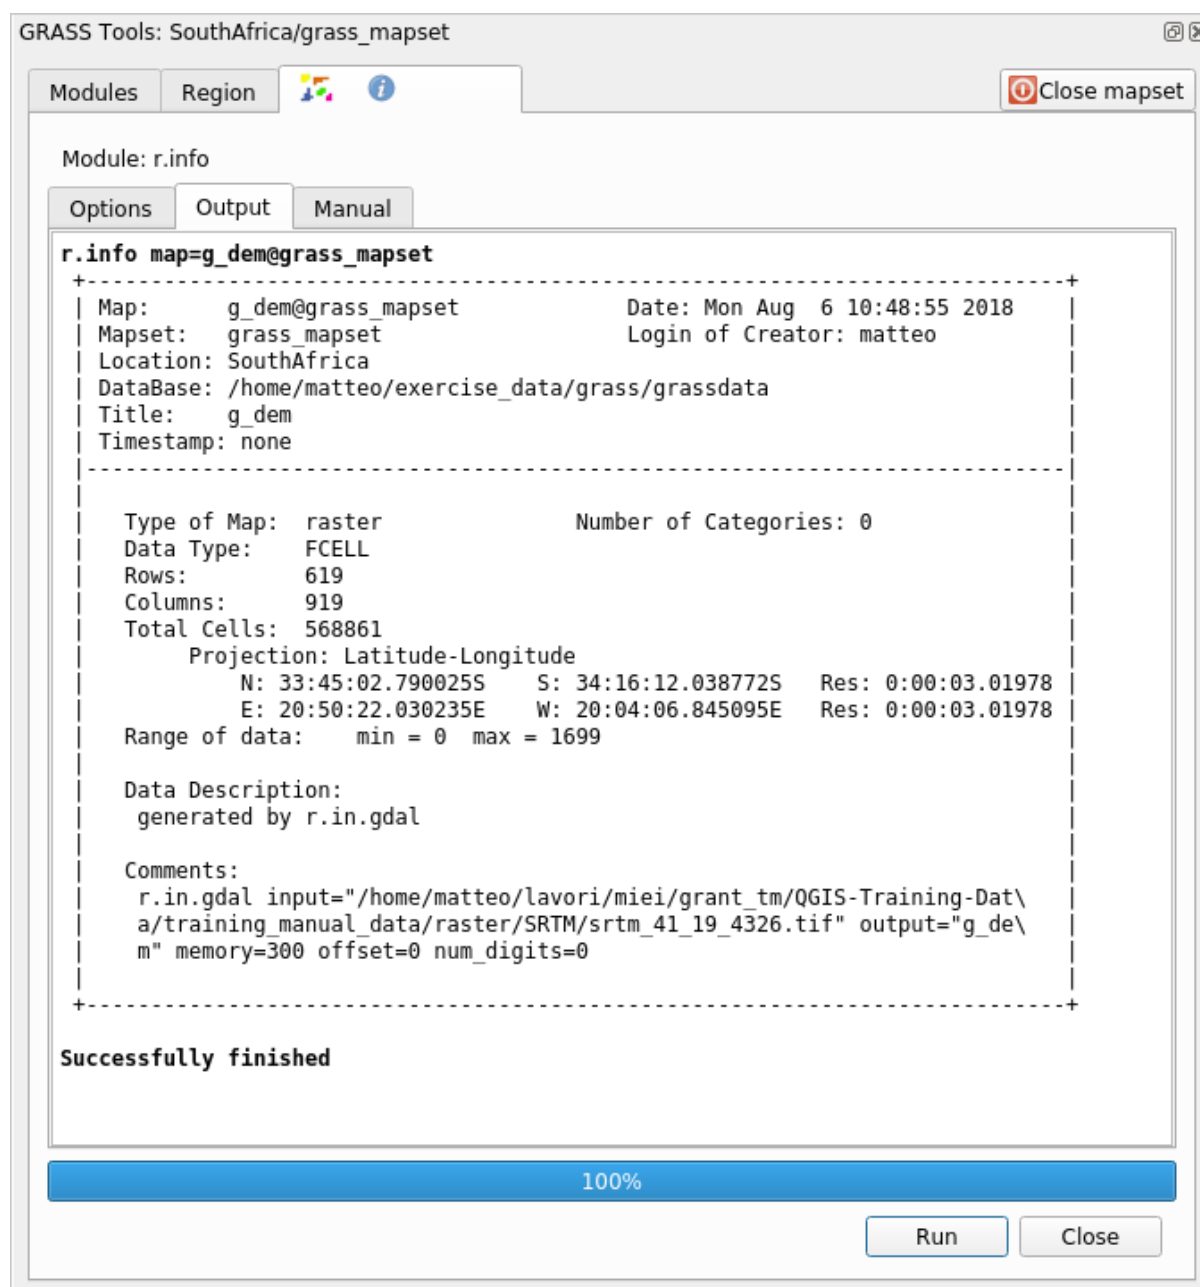 GRASS Tools: SouthAfrica/grass_mapset
Modules Region Close mapset
Module: r.info
Options Output Manual
r.info map=g_dem@grass_mapset
+----------------------------------------------------------------------------+
| Map:      g_dem@grass_mapset             Date: Mon Aug  6 10:48:55 2018    |
| Mapset:   grass_mapset                   Login of Creator: matteo          |
| Location: SouthAfrica                                                      |
| DataBase: /home/matteo/exercise_data/grass/grassdata                       |
| Title:    g_dem                                                            |
| Timestamp: none                                                            |
|----------------------------------------------------------------------------|
|                                                                            |
|   Type of Map:  raster               Number of Categories: 0               |
|   Data Type:    FCELL                                                      |
|   Rows:         619                                                        |
|   Columns:      919                                                        |
|   Total Cells:  568861                                                     |
|        Projection: Latitude-Longitude                                      |
|            N: 33:45:02.790025S    S: 34:16:12.038772S   Res: 0:00:03.01978 |
|            E: 20:50:22.030235E    W: 20:04:06.845095E   Res: 0:00:03.01978 |
|   Range of data:    min = 0  max = 1699                                    |
|                                                                            |
|   Data Description:                                                        |
|    generated by r.in.gdal                                                  |
|                                                                            |
|   Comments:                                                                |
|    r.in.gdal input="/home/matteo/lavori/miei/grant_tm/QGIS-Training-Dat\   |
|    a/training_manual_data/raster/SRTM/srtm_41_19_4326.tif" output="g_de\   |
|    m" memory=300 offset=0 num_digits=0                                     |
|                                                                            |
+----------------------------------------------------------------------------+
Successfully finished
100%
Run Close